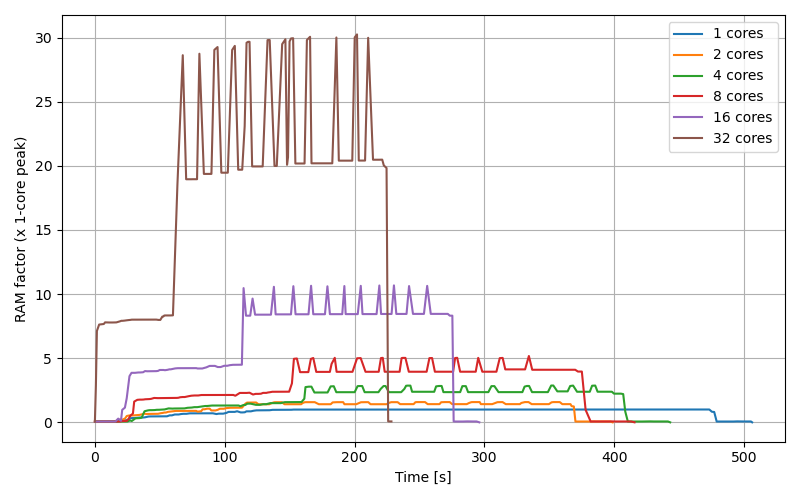 30
25
20
15
10
5
0
RAM factor (x 1-core peak)
1 cores
2 cores
4 cores
8 cores
16 cores
32 cores
0 100 200 300 400 500
Time [s]